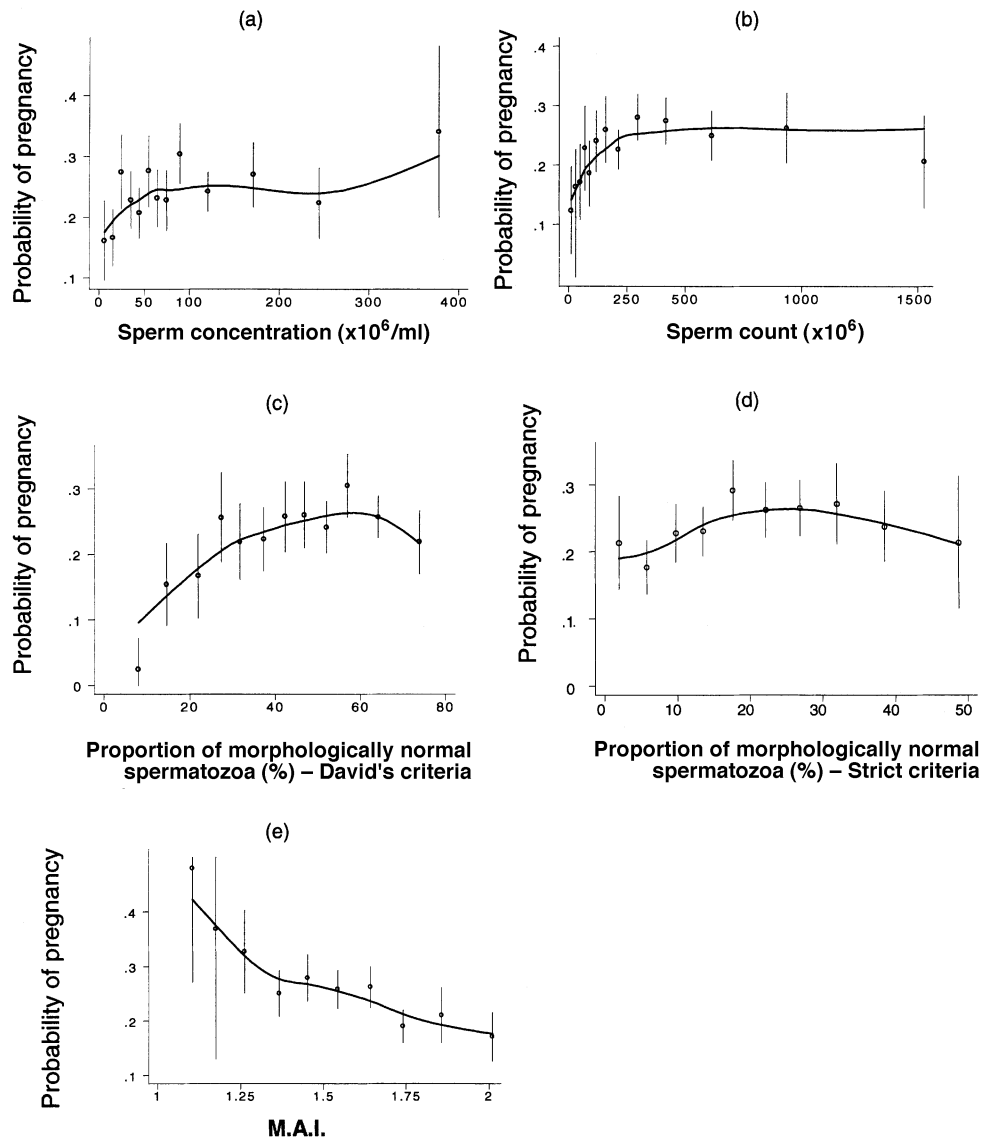 (a)
Probability of pregnancy
.4
.3
.2
.1
0 50 100 200 300 400
Sperm concentration (x10⁶/ml)
(b)
Probability of pregnancy
.4
.3
.2
.1
0 250 500 1000 1500
Sperm count (x10⁶)
(c)
Probability of pregnancy
.3
.2
.1
0
0 20 40 60 80
Proportion of morphologically normal
spermatozoa (%) – David's criteria
(d)
Probability of pregnancy
.3
.2
.1
0
0 10 20 30 40 50
Proportion of morphologically normal
spermatozoa (%) – Strict criteria
(e)
Probability of pregnancy
.4
.3
.2
.1
1 1.25 1.5 1.75 2
M.A.I.